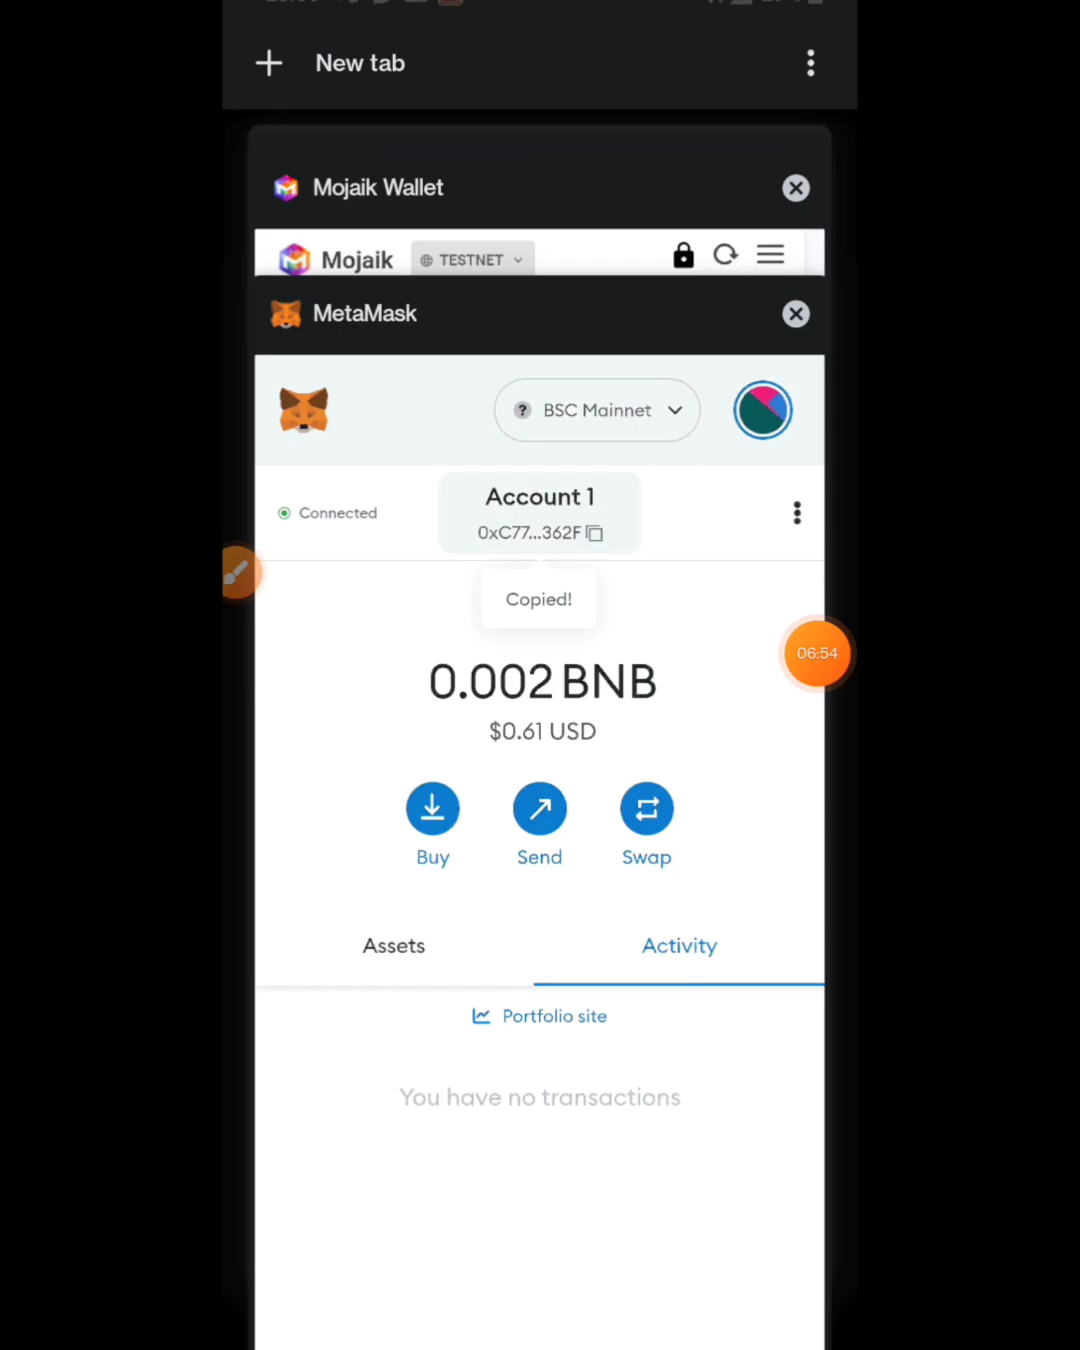 New tab
Mojaik Wallet
Mojaik TESTNET
MetaMask
BSC Mainnet
Connected
Account 1
0xC77...362F
Copied!
06:54
0.002 BNB
$0.61 USD
Buy Send Swap
Assets Activity
Portfolio site
You have no transactions